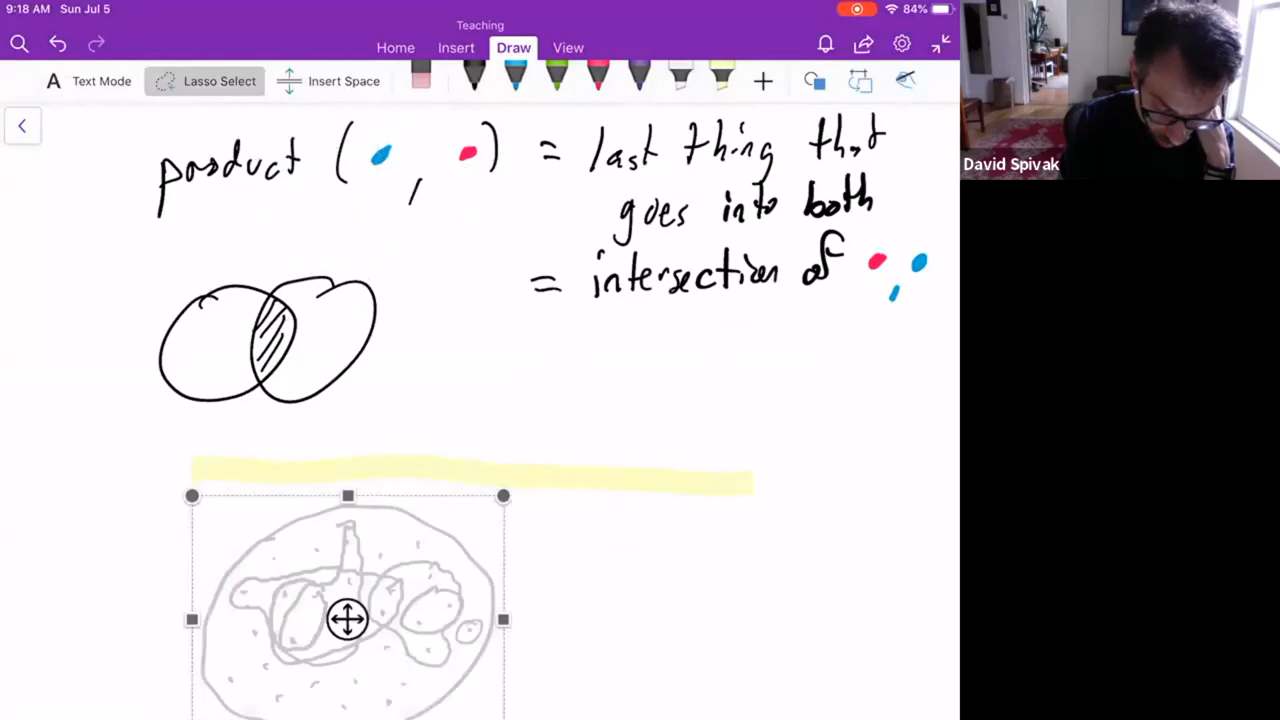 9:18 AM Sun Jul 5
84%
Teaching
Home Insert Draw View
A Text Mode Lasso Select Insert Space
David Spivak
product ( , ) = last thing that
goes into both
= intersection of